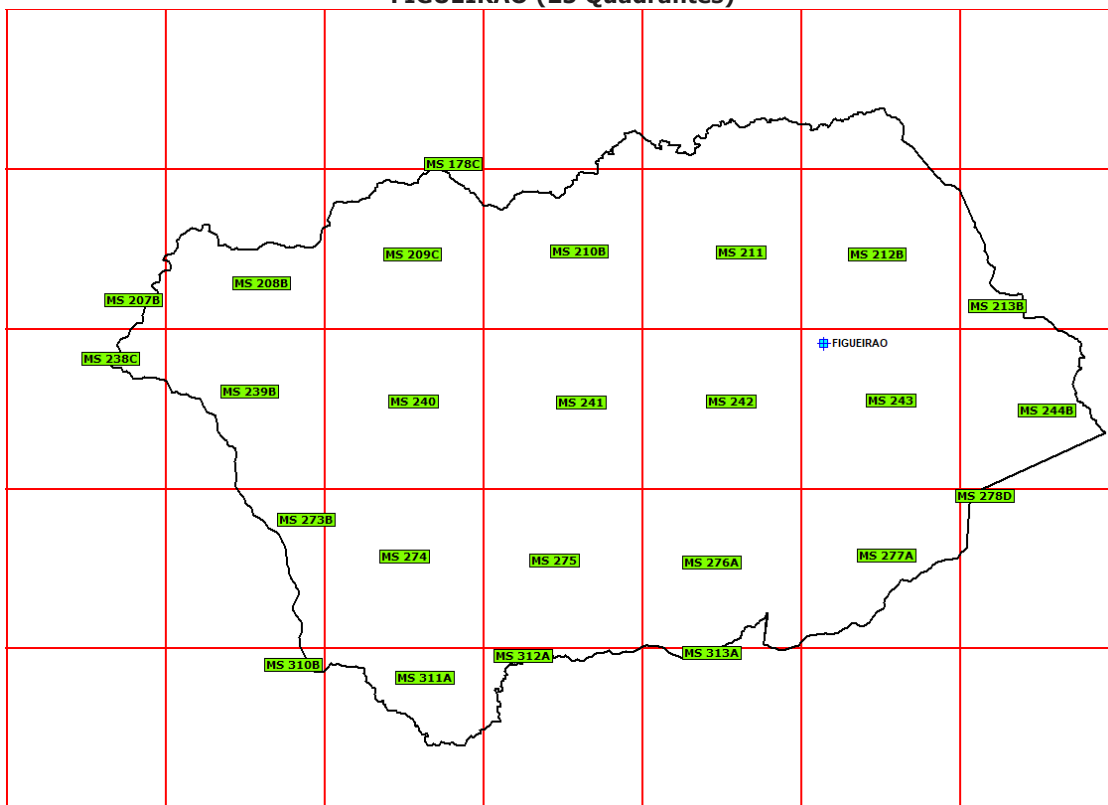 FIGUEIRAO (25 Quadrantes)
MS 178C
MS 209C
MS 210B
MS 211
MS 212B
MS 208B
MS 207B
MS 213B
FIGUEIRAO
MS 238C
MS 239B
MS 240
MS 241
MS 242
MS 243
MS 244B
MS 278D
MS 273B
MS 274
MS 275
MS 276A
MS 277A
MS 310B
MS 311A
MS 312A
MS 313A